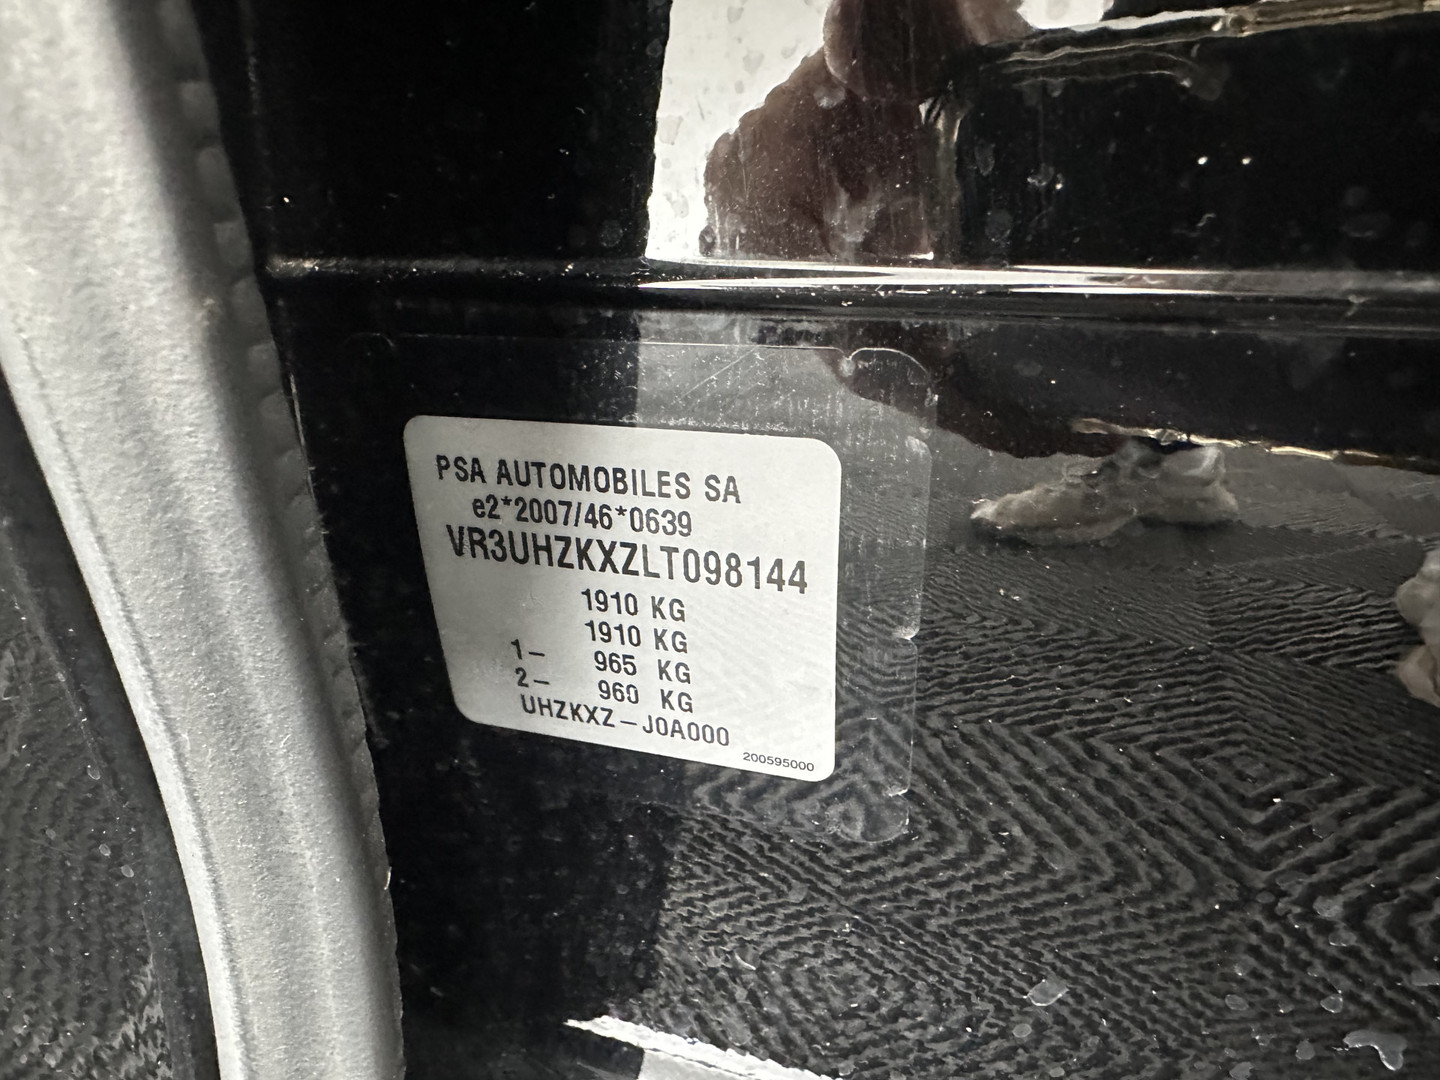 PSA AUTOMOBILES SA
e2*2007/46*0639
VR3UHZKXZLT098144
1910 KG
1910 KG
1– 965 KG
2– 960 KG
UHZKXZ–J0A000
200595000